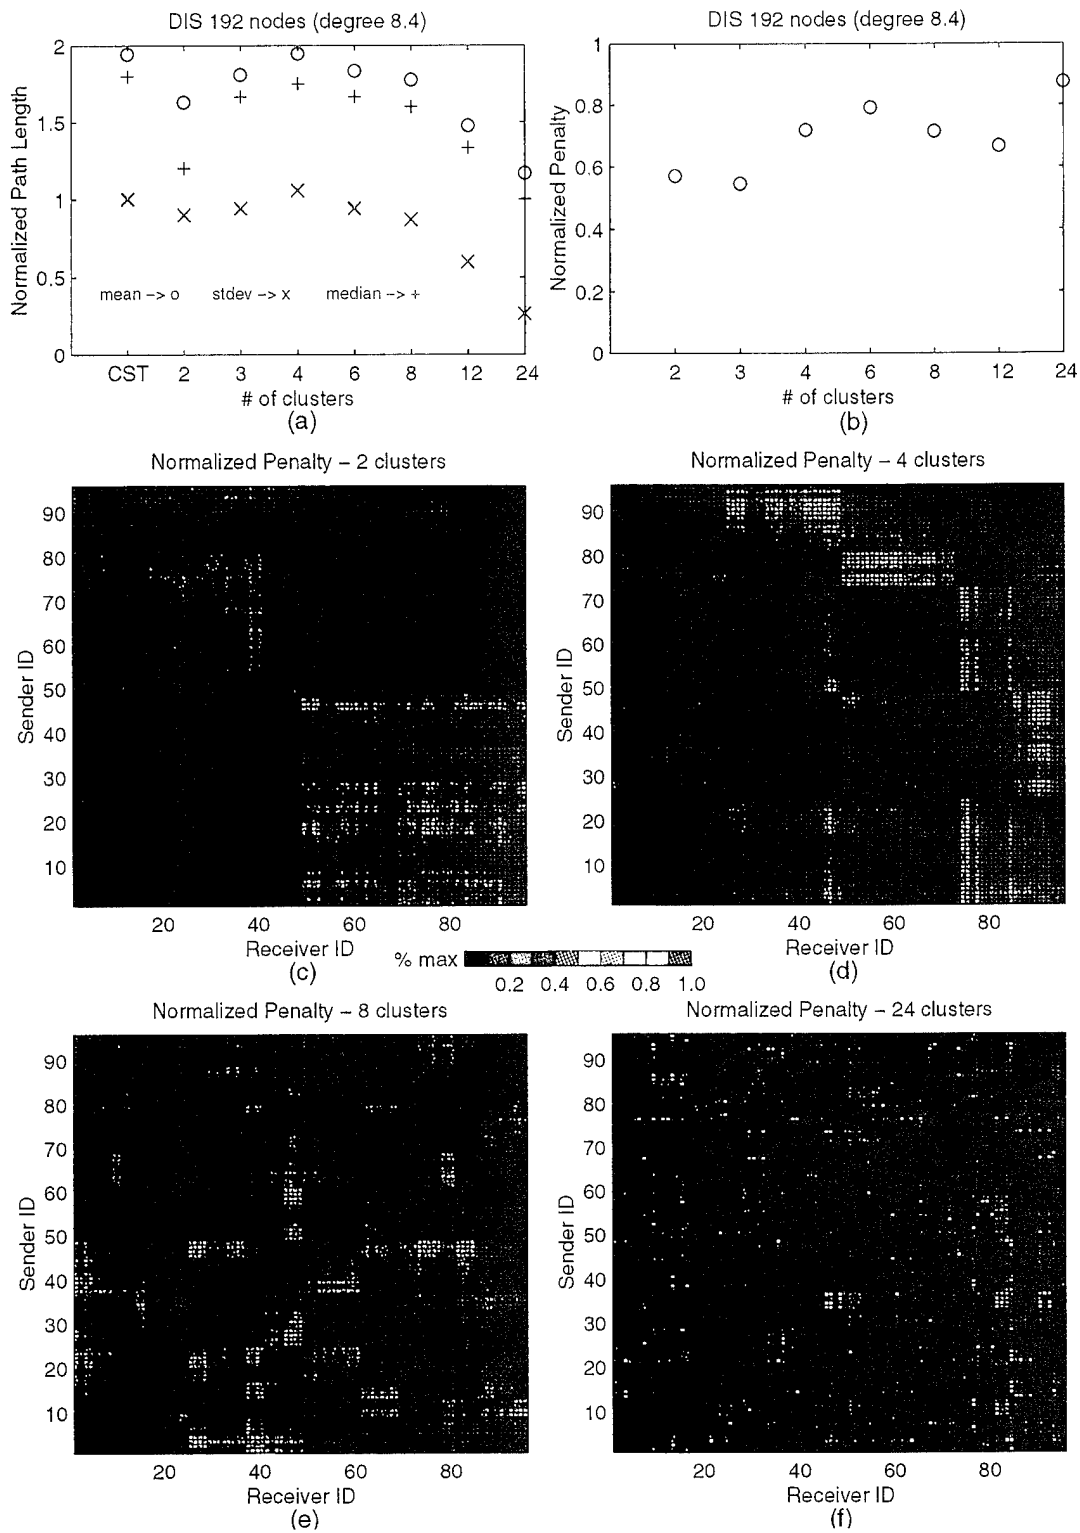 DIS 192 nodes (degree 8.4)
2
1.5
1
0.5
0
Normalized Path Length
mean –> o stdev –> x median –> +
CST 2 3 4 6 8 12 24
# of clusters
(a)
DIS 192 nodes (degree 8.4)
1
0.8
0.6
0.4
0.2
0
Normalized Penalty
2 3 4 6 8 12 24
# of clusters
(b)
Normalized Penalty – 2 clusters
90
80
70
60
50
40
30
20
10
Sender ID
20 40 60 80
Receiver ID
(c)
Normalized Penalty – 4 clusters
90
80
70
60
50
40
30
20
10
Sender ID
20 40 60 80
Receiver ID
(d)
% max
0.2 0.4 0.6 0.8 1.0
Normalized Penalty – 8 clusters
90
80
70
60
50
40
30
20
10
Sender ID
20 40 60 80
Receiver ID
(e)
Normalized Penalty – 24 clusters
90
80
70
60
50
40
30
20
10
Sender ID
20 40 60 80
Receiver ID
(f)